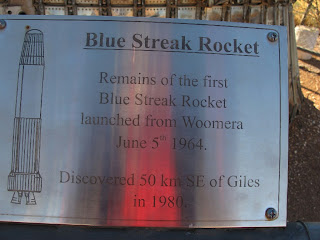 Blue Streak Rocket
Remains of the first
Blue Streak Rocket
launched from Woomera
June 5th 1964.
Discovered 50 km SE of Giles
in 1980.